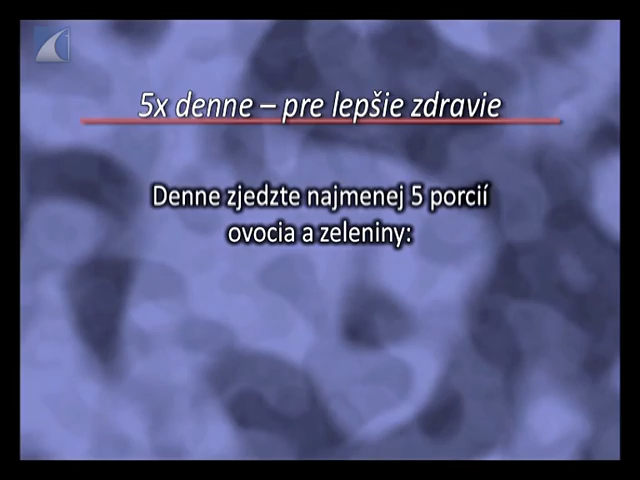 5x denne – pre lepšie zdravie
Denne zjedzte najmenej 5 porcií
ovocia a zeleniny: